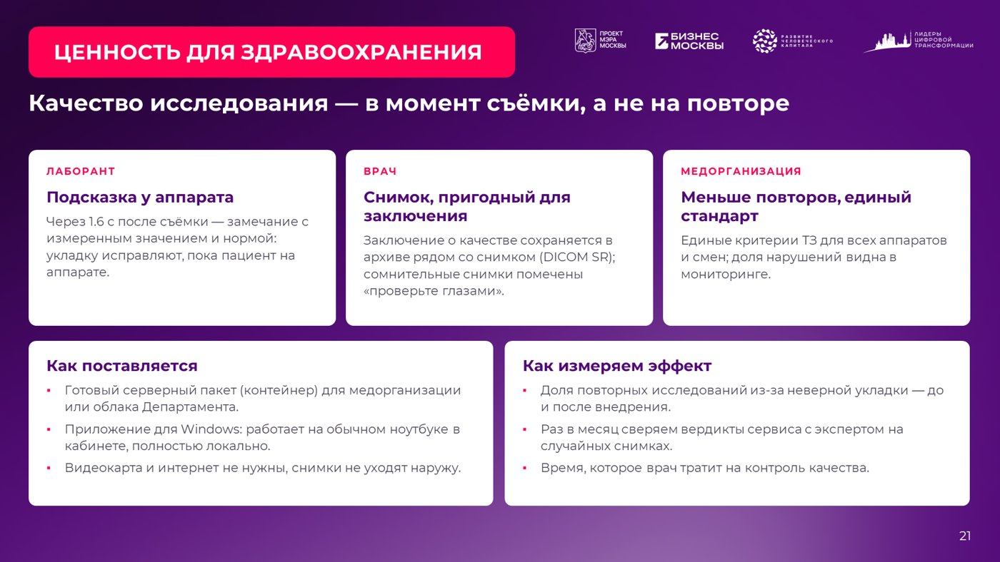 ЦЕННОСТЬ ДЛЯ ЗДРАВООХРАНЕНИЯ
ПРОЕКТ
МЭРА
МОСКВЫ
БИЗНЕС
МОСКВЫ
РАЗВИТИЕ
ЧЕЛОВЕЧЕСКОГО
КАПИТАЛА
ЛИДЕРЫ
ЦИФРОВОЙ
ТРАНСФОРМАЦИИ
Качество исследования — в момент съёмки, а не на повторе
ЛАБОРАНТ
Подсказка у аппарата
Через 1.6 с после съёмки — замечание с
измеренным значением и нормой:
укладку исправляют, пока пациент на
аппарате.
ВРАЧ
Снимок, пригодный для
заключения
Заключение о качестве сохраняется в
архиве рядом со снимком (DICOM SR);
сомнительные снимки помечены
«проверьте глазами».
МЕДОРГАНИЗАЦИЯ
Меньше повторов, единый
стандарт
Единые критерии ТЗ для всех аппаратов
и смен; доля нарушений видна в
мониторинге.
Как поставляется
▪ Готовый серверный пакет (контейнер) для медорганизации
или облака Департамента.
▪ Приложение для Windows: работает на обычном ноутбуке в
кабинете, полностью локально.
▪ Видеокарта и интернет не нужны, снимки не уходят наружу.
Как измеряем эффект
▪ Доля повторных исследований из-за неверной укладки — до
и после внедрения.
▪ Раз в месяц сверяем вердикты сервиса с экспертом на
случайных снимках.
▪ Время, которое врач тратит на контроль качества.
21